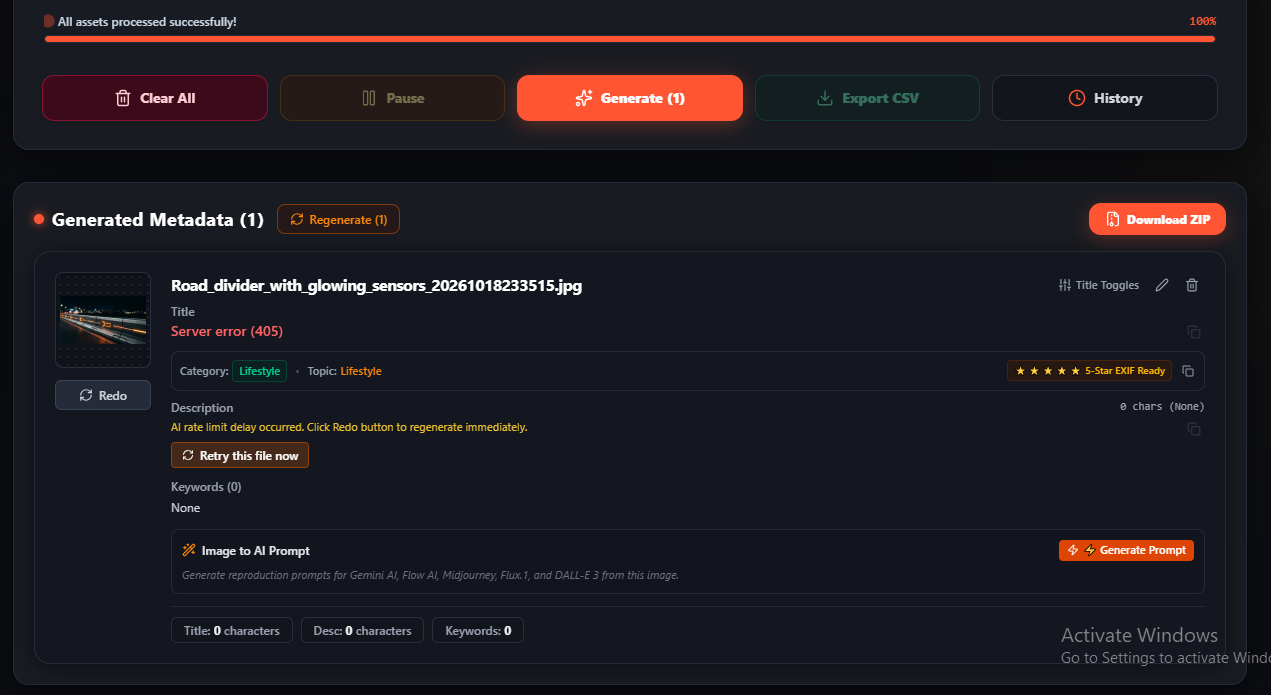 All assets processed successfully!
100%
Clear All
Pause
Generate (1)
Export CSV
History
Generated Metadata (1)
Regenerate (1)
Download ZIP
Road_divider_with_glowing_sensors_20261018233515.jpg
Title Toggles
Title
Server error (405)
Category: Lifestyle • Topic: Lifestyle
★ ★ ★ ★ ★ 5-Star EXIF Ready
Redo
Description
0 chars (None)
AI rate limit delay occurred. Click Redo button to regenerate immediately.
Retry this file now
Keywords (0)
None
Image to AI Prompt
⚡ Generate Prompt
Generate reproduction prompts for Gemini AI, Flow AI, Midjourney, Flux.1, and DALL-E 3 from this image.
Title: 0 characters
Desc: 0 characters
Keywords: 0
Activate Windows
Go to Settings to activate Windo